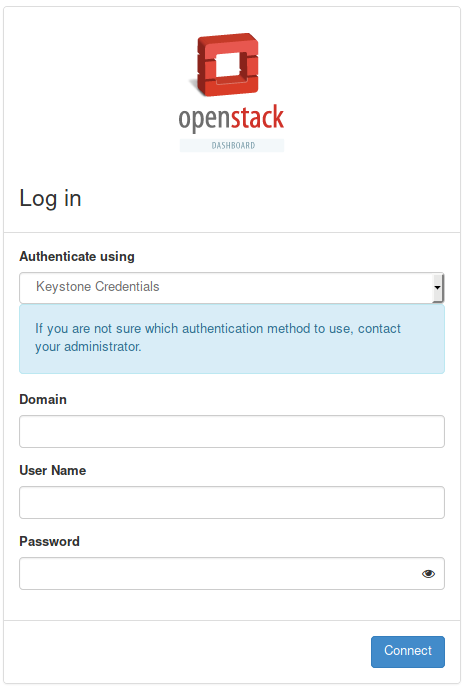 openstack
DASHBOARD
Log in
Authenticate using
Keystone Credentials
If you are not sure which authentication method to use, contact
your administrator.
Domain
User Name
Password
Connect